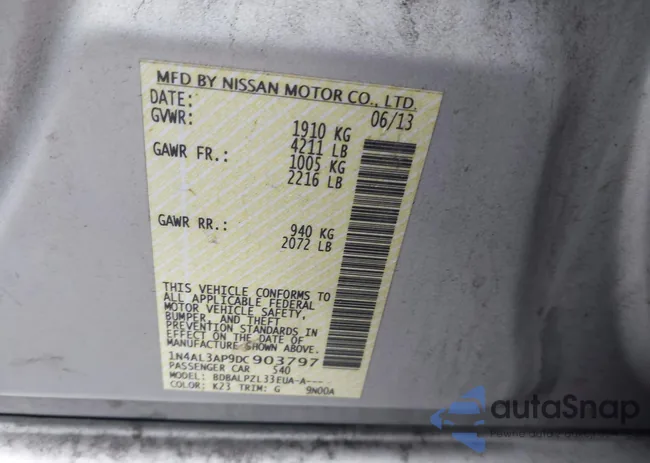 MFD BY NISSAN MOTOR CO., LTD.
DATE: 06/13
GVWR: 1910 KG
4211 LB
GAWR FR.: 1005 KG
2216 LB
GAWR RR.: 940 KG
2072 LB
THIS VEHICLE CONFORMS TO
ALL APPLICABLE FEDERAL
MOTOR VEHICLE SAFETY,
BUMPER, AND THEFT
PREVENTION STANDARDS IN
EFFECT ON THE DATE OF
MANUFACTURE SHOWN ABOVE.
1N4AL3AP9DC903797
PASSENGER CAR 540
MODEL: BDBALPZL33EUA-A----
COLOR: K23 TRIM: G 9N00A
autoSnap